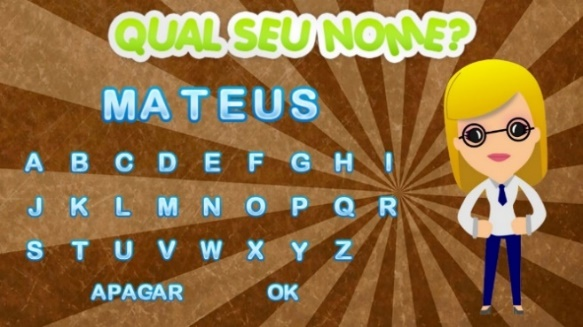 QUAL SEU NOME?
MATEUS
A B C D E F G H I
J K L M N O P Q R
S T U V W X Y Z
APAGAR OK